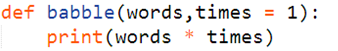 def babble(words,times = 1):
    print(words * times)